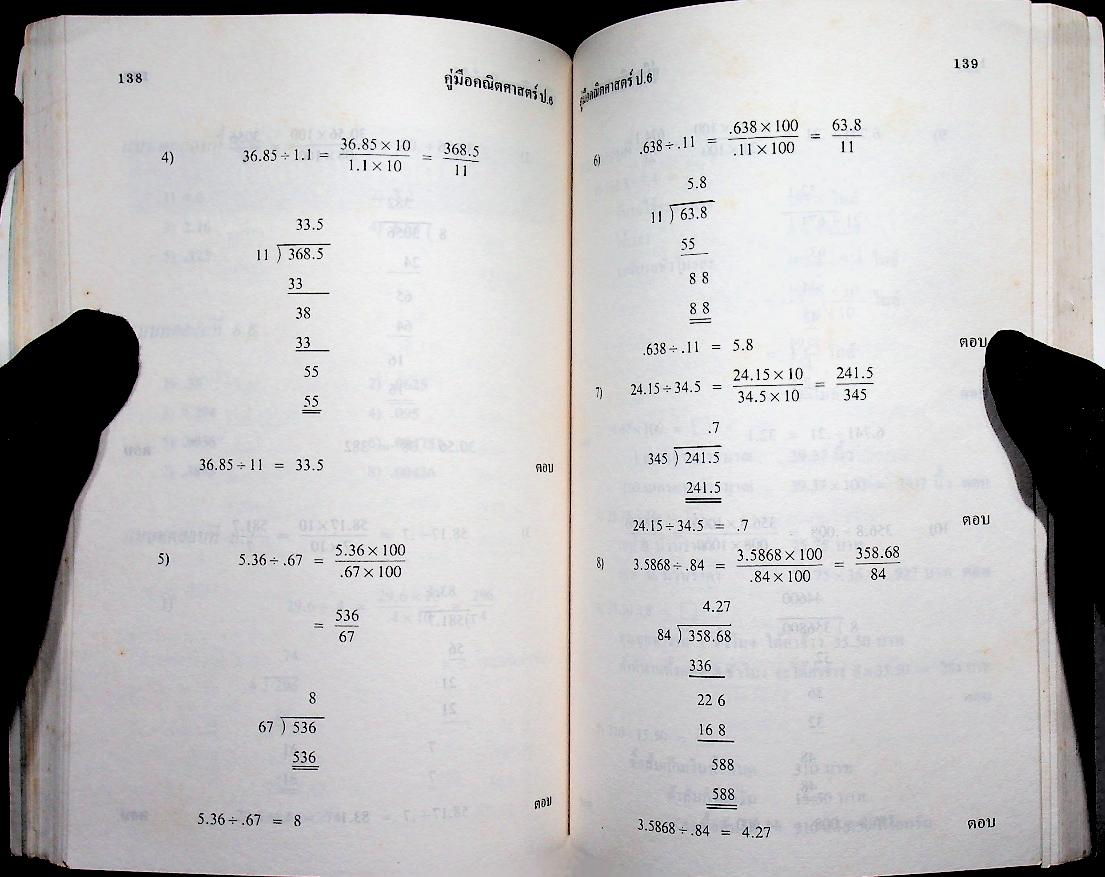 138
คู่มือคณิตศาสตร์ ป.6
4) 36.85 ÷ 1.1 = 36.85 × 10 / 1.1 × 10 = 368.5 / 11
33.5
11 ) 368.5
33
38
33
55
55
36.85 ÷ 11 = 33.5 ตอบ
5) 5.36 ÷ .67 = 5.36 × 100 / .67 × 100
= 536 / 67
8
67 ) 536
536
5.36 ÷ .67 = 8 ตอบ
คู่มือคณิตศาสตร์ ป.6
139
6) .638 ÷ .11 = .638 × 100 / .11 × 100 = 63.8 / 11
5.8
11 ) 63.8
55
8 8
8 8
.638 ÷ .11 = 5.8 ตอบ
7) 24.15 ÷ 34.5 = 24.15 × 10 / 34.5 × 10 = 241.5 / 345
.7
345 ) 241.5
241.5
24.15 ÷ 34.5 = .7 ตอบ
8) 3.5868 ÷ .84 = 3.5868 × 100 / .84 × 100 = 358.68 / 84
4.27
84 ) 358.68
336
22 6
16 8
588
588
3.5868 ÷ .84 = 4.27 ตอบ